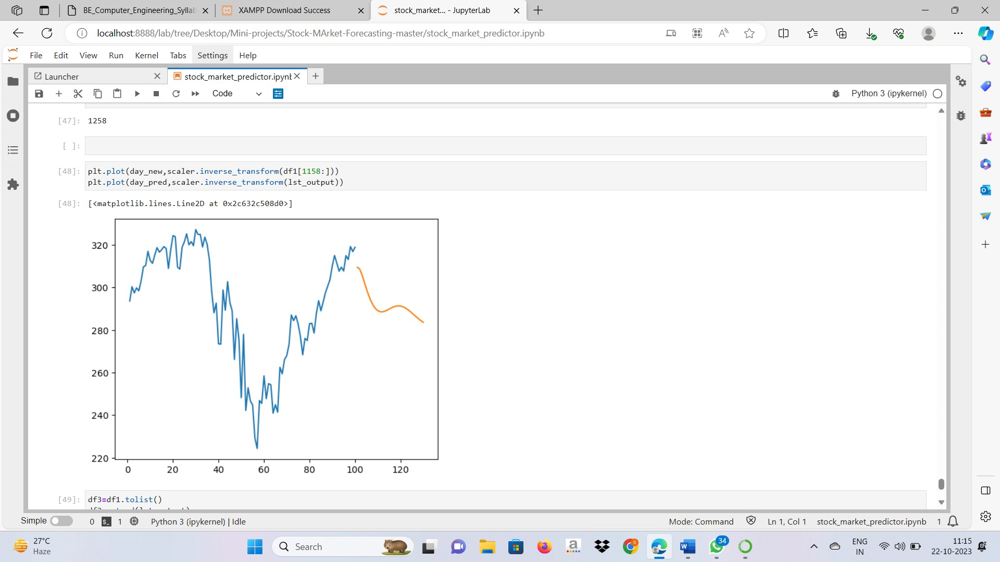 BE_Computer_Engineering_Syllab
XAMPP Download Success
stock_market... - JupyterLab
localhost:8888/lab/tree/Desktop/Mini-projects/Stock-MArket-Forecasting-master/stock_market_predictor.ipynb
File Edit View Run Kernel Tabs Settings Help
Launcher
stock_market_predictor.ipynb
Code
Python 3 (ipykernel)
[47]: 1258
[ ]:
[48]: plt.plot(day_new,scaler.inverse_transform(df1[1158:]))
plt.plot(day_pred,scaler.inverse_transform(lst_output))
[48]: [<matplotlib.lines.Line2D at 0x2c632c508d0>]
320
300
280
260
240
220
0 20 40 60 80 100 120
[49]: df3=df1.tolist()
Simple 0 $_ 1 Python 3 (ipykernel) | Idle
Mode: Command Ln 1, Col 1 stock_market_predictor.ipynb 1
27°C
Haze
Search
a
34
ENG
IN
11:15
22-10-2023